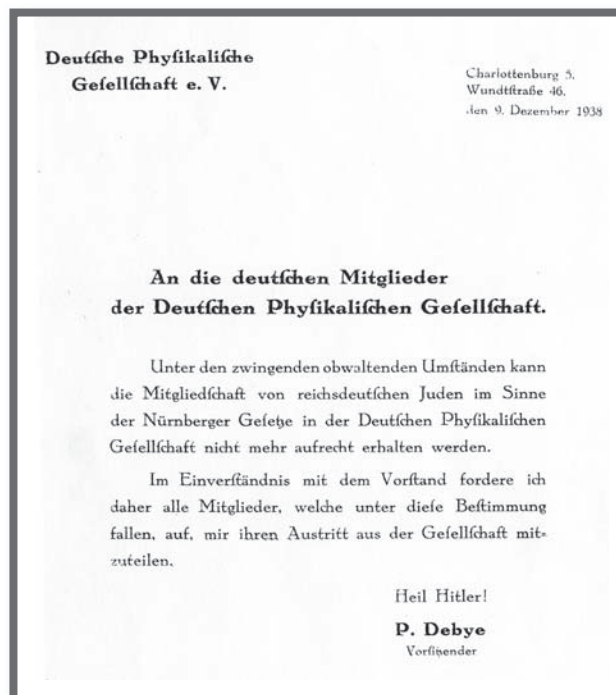 Deutſche Phyſikaliſche
Geſellſchaft e. V.
Charlottenburg 5,
Wundtſtraße 46.
den 9. Dezember 1938
An die deutſchen Mitglieder
der Deutſchen Phyſikaliſchen Geſellſchaft.
Unter den zwingenden obwaltenden Umſtänden kann
die Mitgliedſchaft von reichsdeutſchen Juden im Sinne
der Nürnberger Geſetze in der Deutſchen Phyſikaliſchen
Geſellſchaft nicht mehr aufrecht erhalten werden.
Im Einverſtändnis mit dem Vorſtand fordere ich
daher alle Mitglieder, welche unter dieſe Beſtimmung
fallen, auf, mir ihren Austritt aus der Geſellſchaft mit-
zuteilen.
Heil Hitler!
P. Debye
Vorſitzender